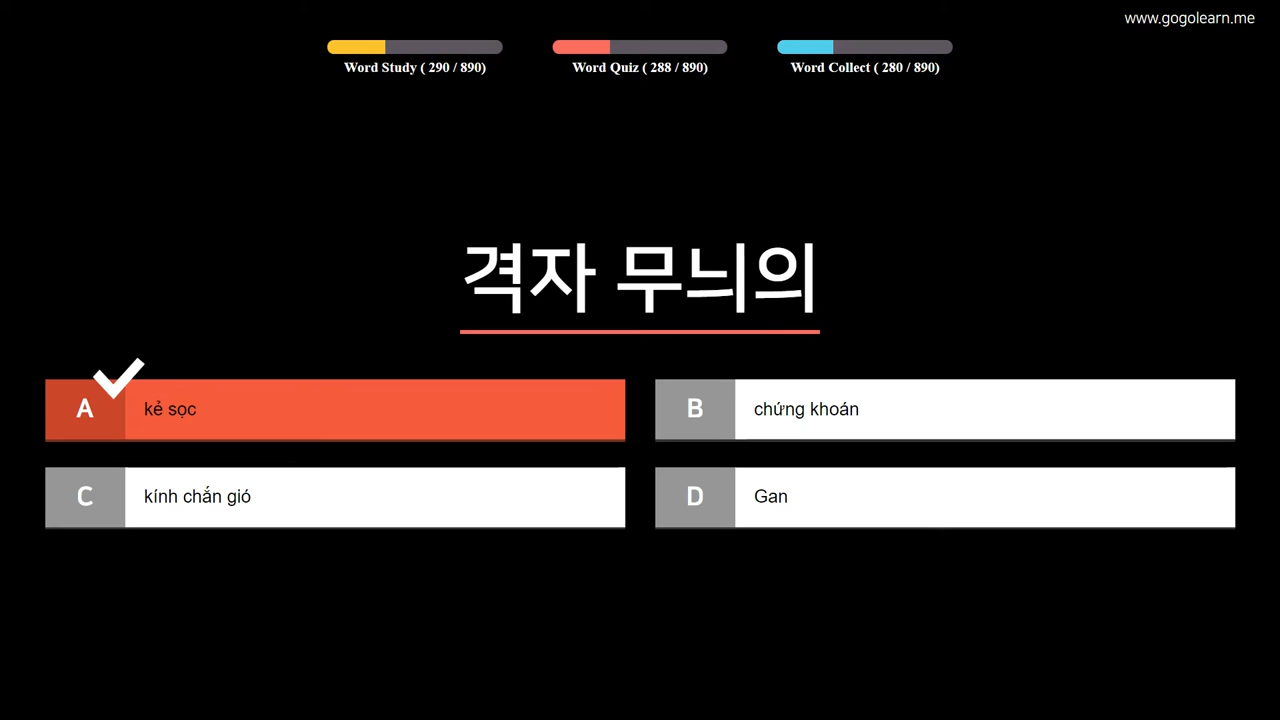 www.gogolearn.me
Word Study ( 290 / 890)
Word Quiz ( 288 / 890)
Word Collect ( 280 / 890)
격자 무늬의
A kẻ sọc
B chứng khoán
C kính chắn gió
D Gan